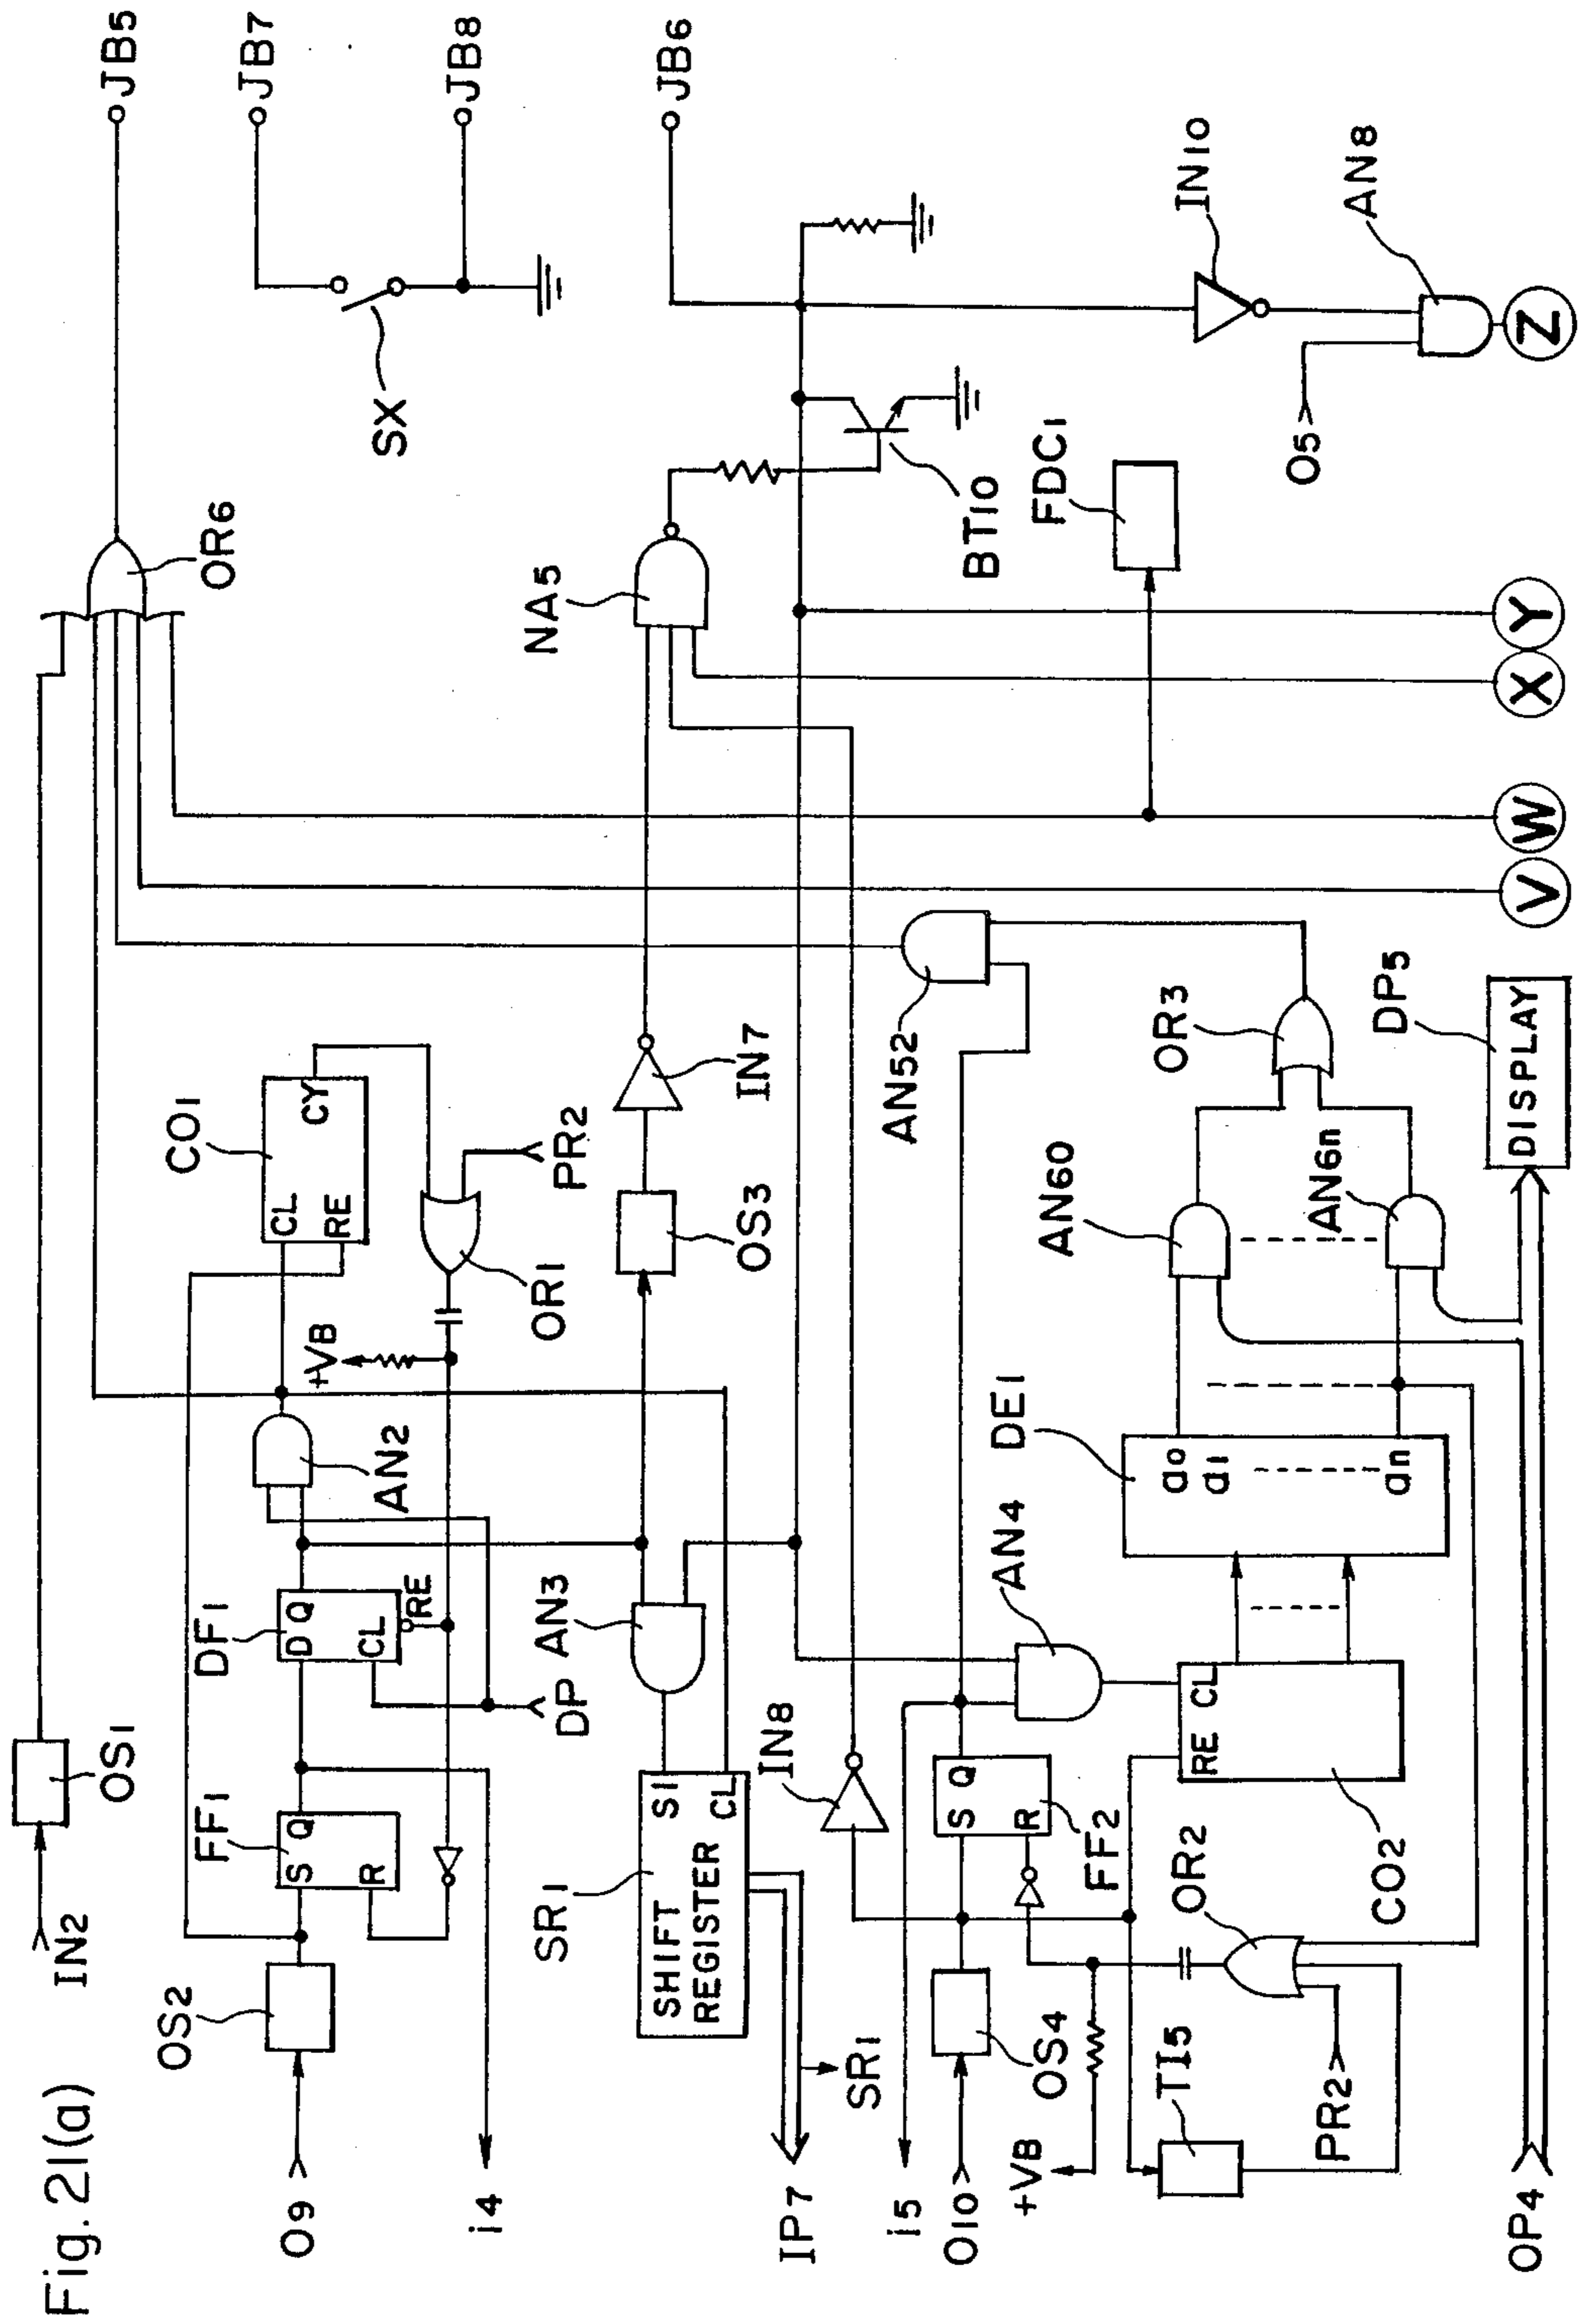 Fig. 21(a)
IN2
OS1
JB5
JB7
JB8
SX
OR6
JB6
O9
OS2
FF1
S Q
R
i4
DF1
D Q
CL
RE
DP
AN2
+VB
CO1
CL
RE
CY
OR1
PR2
SR1
SHIFT
REGISTER
SI
CL
AN3
IP7
SR1
OS3
IN7
NA5
BT10
FDC1
IN10
AN8
O5
Z
i5
O10
OS4
+VB
IN8
FF2
S Q
R
AN4
AN52
TI5
PR2
OR2
CO2
RE CL
DE1
a0
a1
an
AN60
AN6n
OR3
DP5
DISPLAY
OP4
V
W
X
Y